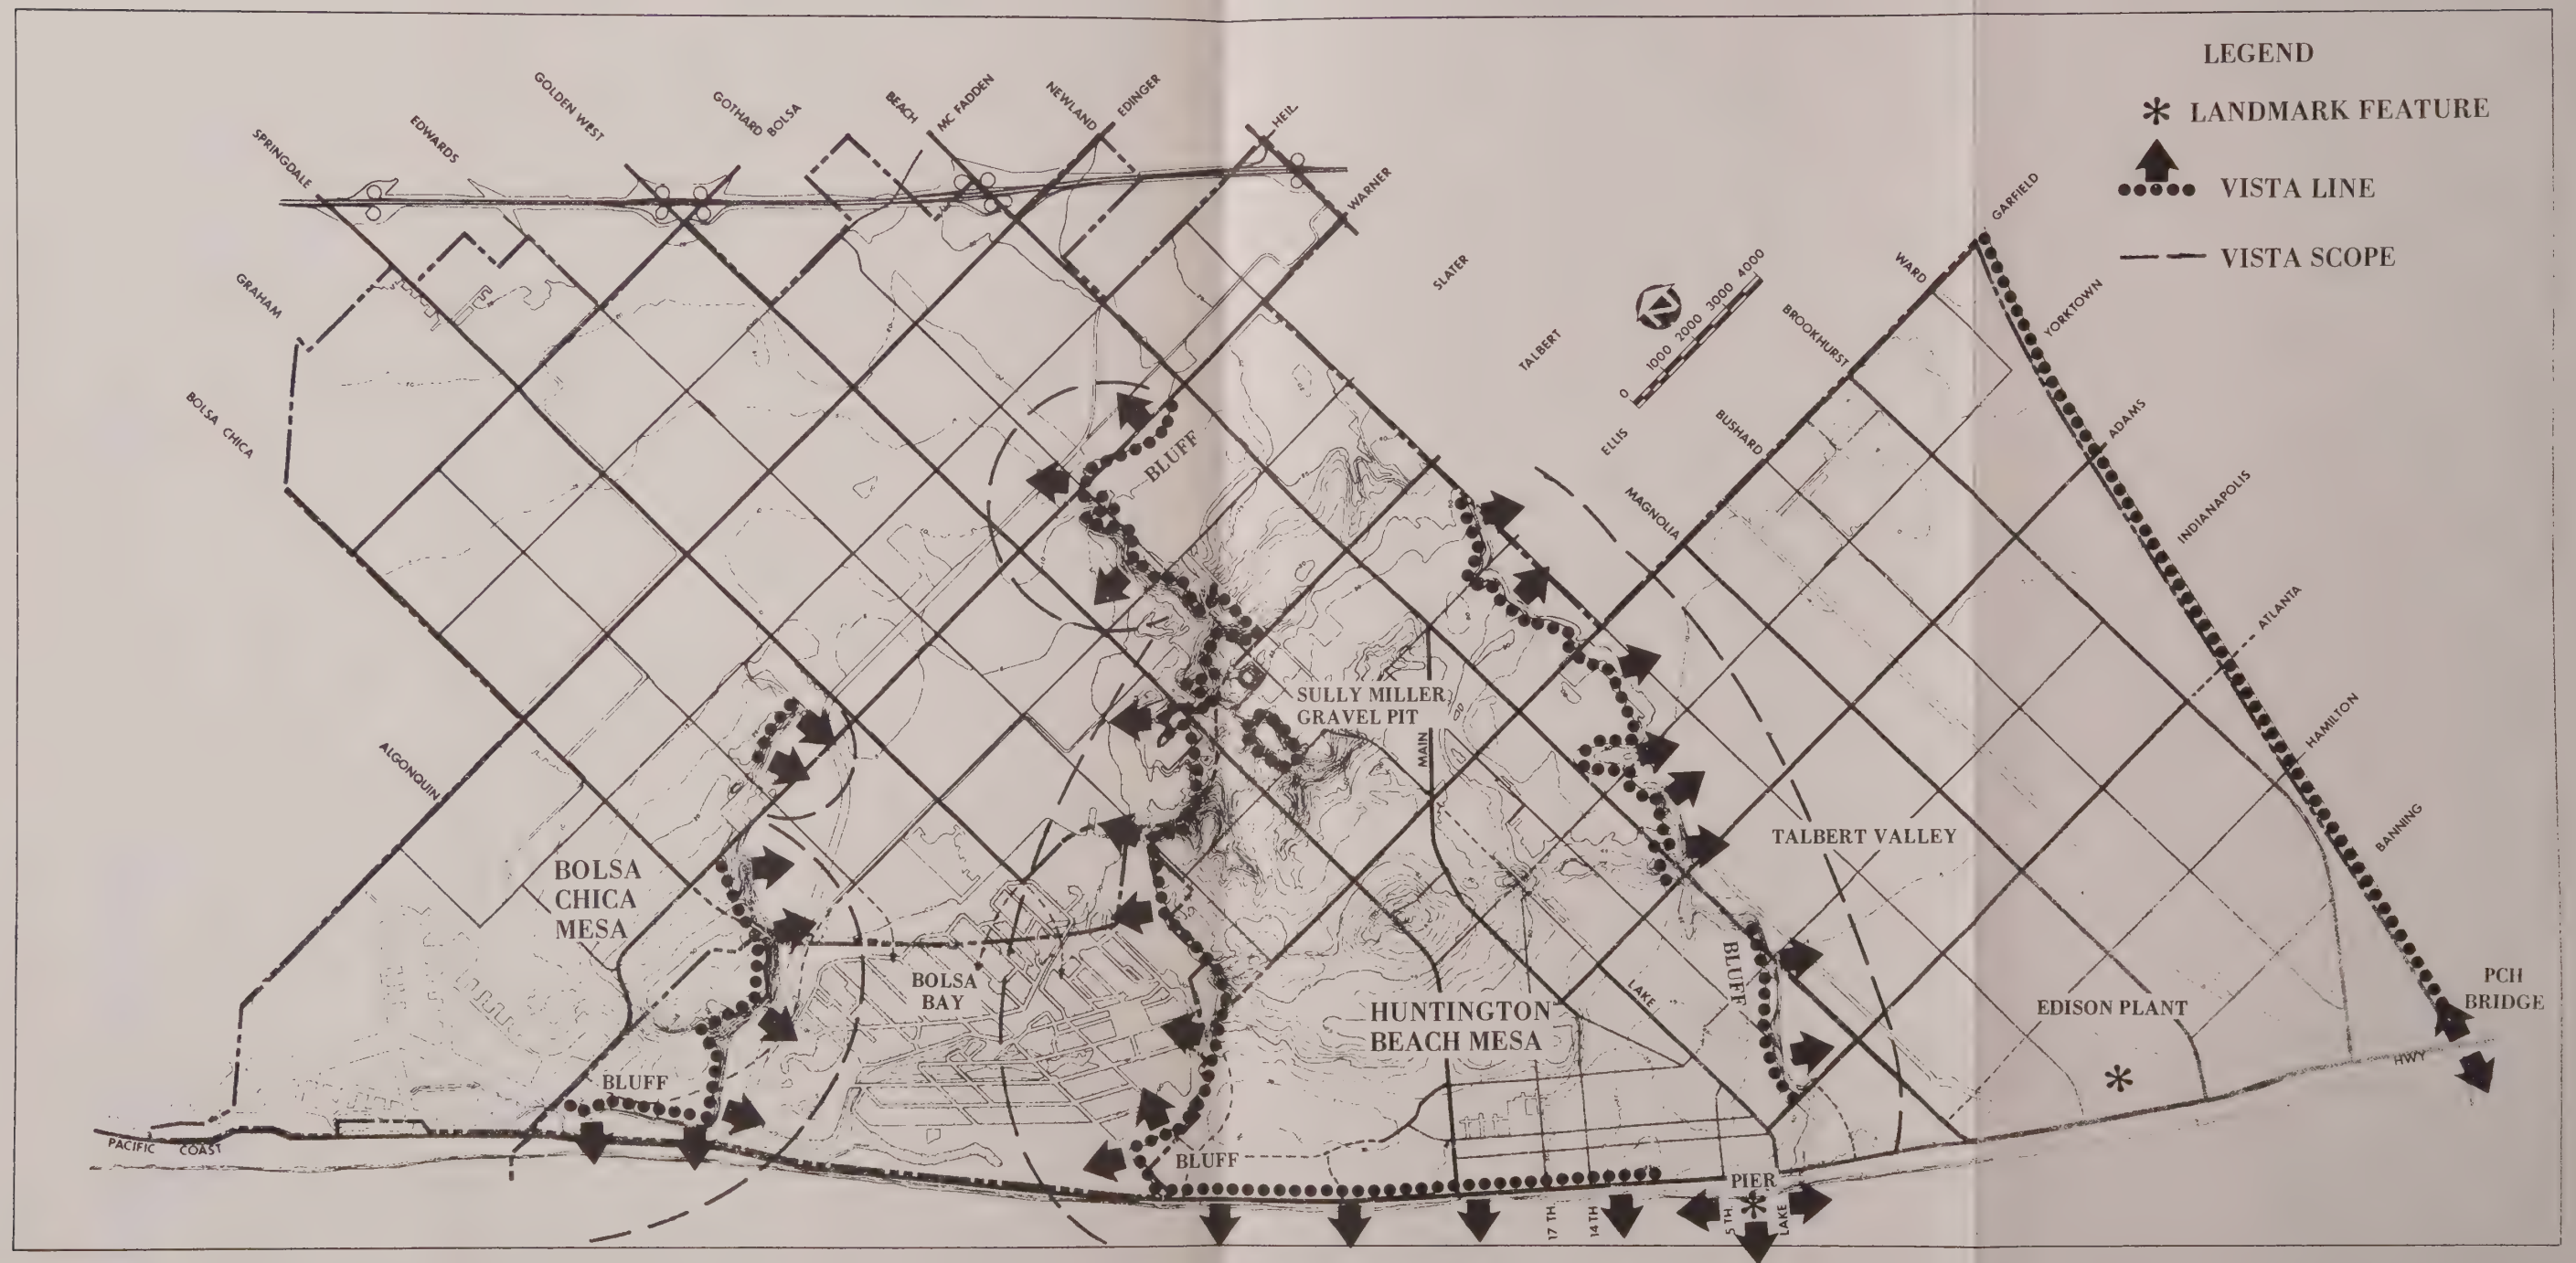 LEGEND
LANDMARK FEATURE
VISTA LINE
VISTA SCOPE
SPRINGDALE
EDWARDS
GOLDEN WEST
GOTHARD
BOLSA
BEACH
MC FADDEN
NEWLAND
EDINGER
HEIL
WARNER
SLATER
TALBERT
ELLIS
GARFIELD
WARD
YORKTOWN
BROOKHURST
ADAMS
BUSHARD
INDIANAPOLIS
MAGNOLIA
ATLANTA
HAMILTON
BANNING
0 1000 2000 3000 4000
N
GRAHAM
BOLSA CHICA
ALGONQUIN
BLUFF
SULLY MILLER
GRAVEL PIT
MAIN
TALBERT VALLEY
BOLSA
CHICA
MESA
BOLSA
BAY
HUNTINGTON
BEACH MESA
LAKE
BLUFF
EDISON PLANT
PCH
BRIDGE
HWY
BLUFF
PACIFIC COAST
BLUFF
PIER
17 TH.
14 TH
5 TH.
LAKE